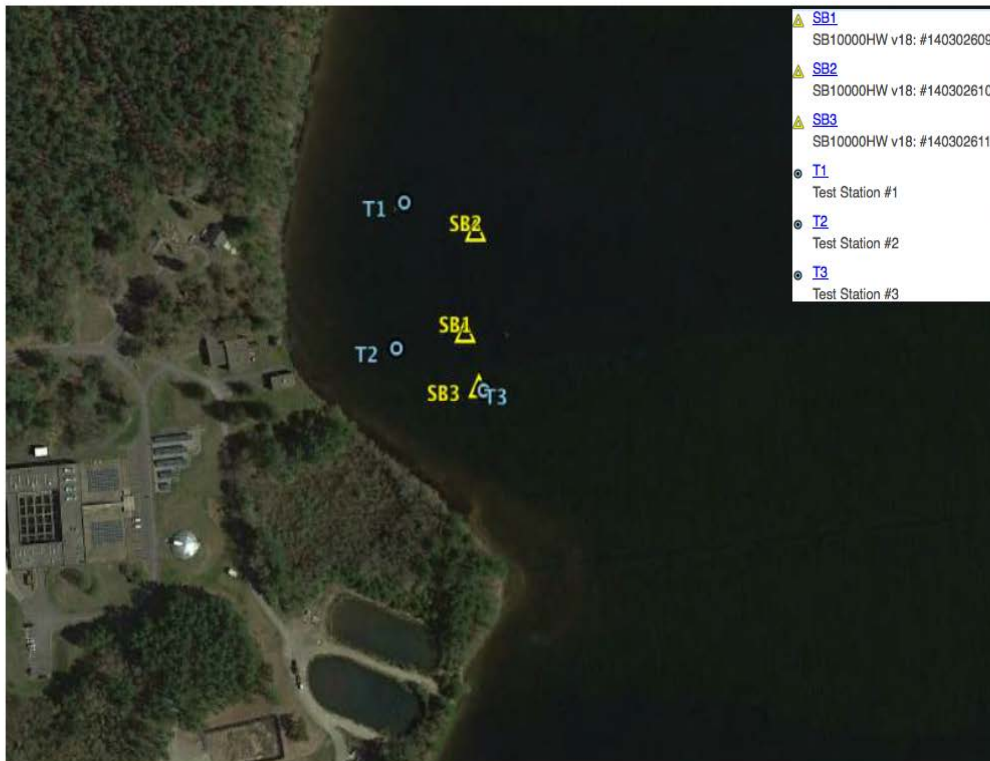 SB1
SB10000HW v18: #140302609
SB2
SB10000HW v18: #140302610
SB3
SB10000HW v18: #140302611
T1
Test Station #1
T2
Test Station #2
T3
Test Station #3
T1
SB2
SB1
T2
SB3
T3